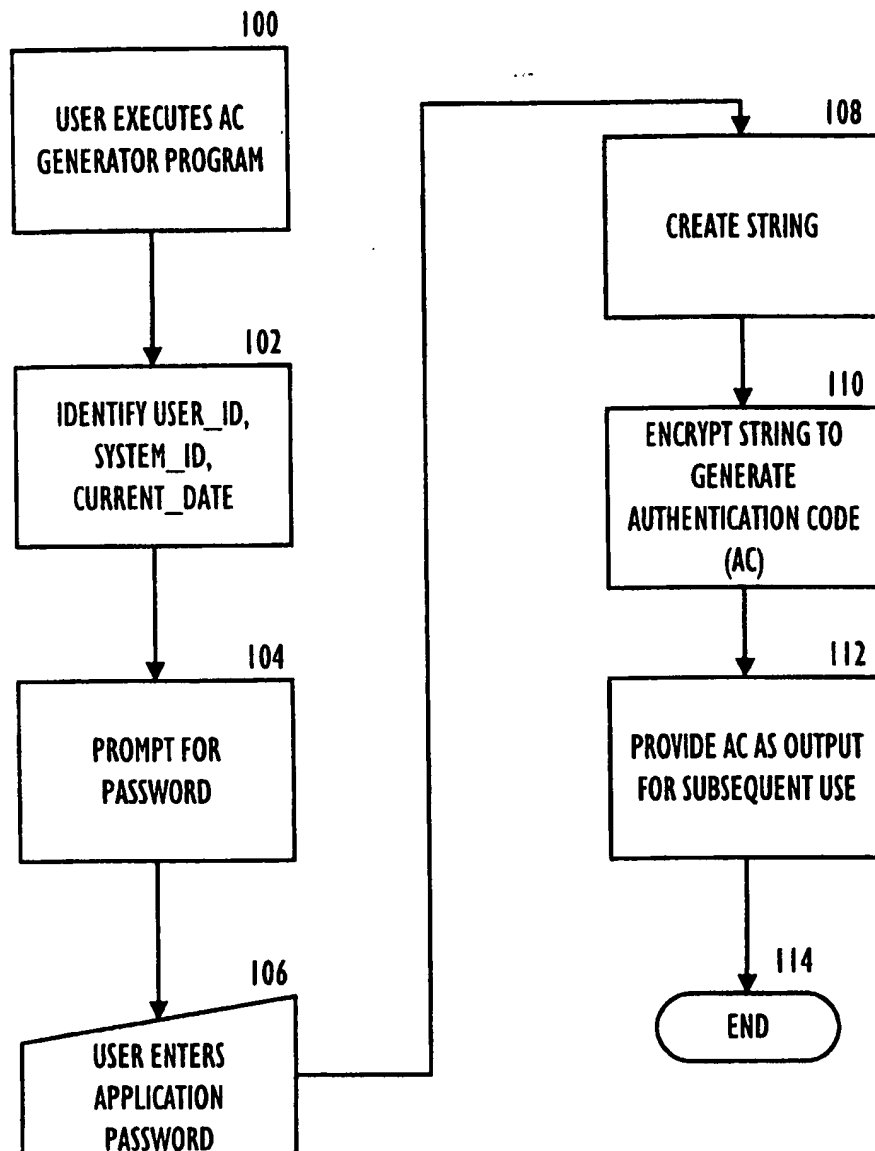 100
USER EXECUTES AC
GENERATOR PROGRAM
102
IDENTIFY USER_ID,
SYSTEM_ID,
CURRENT_DATE
104
PROMPT FOR
PASSWORD
106
USER ENTERS
APPLICATION
PASSWORD
108
CREATE STRING
110
ENCRYPT STRING TO
GENERATE
AUTHENTICATION CODE
(AC)
112
PROVIDE AC AS OUTPUT
FOR SUBSEQUENT USE
114
END